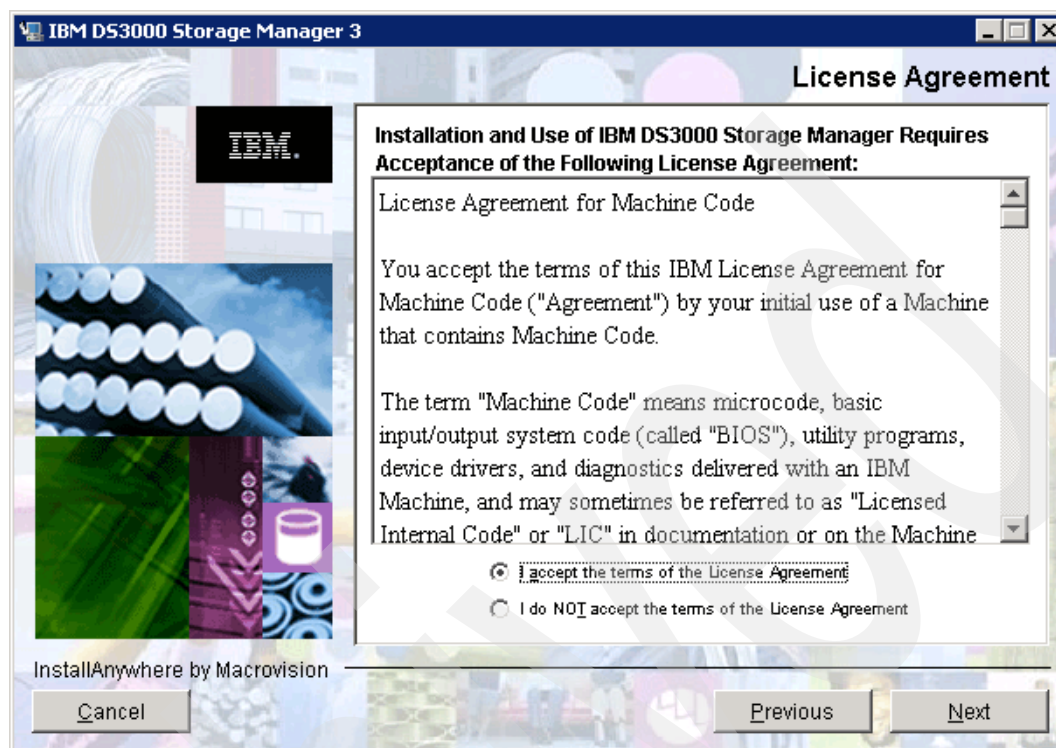 IBM DS3000 Storage Manager 3
License Agreement
IBM.
Installation and Use of IBM DS3000 Storage Manager Requires
Acceptance of the Following License Agreement:
License Agreement for Machine Code
You accept the terms of this IBM License Agreement for
Machine Code ("Agreement") by your initial use of a Machine
that contains Machine Code.
The term "Machine Code" means microcode, basic
input/output system code (called "BIOS"), utility programs,
device drivers, and diagnostics delivered with an IBM
Machine, and may sometimes be referred to as "Licensed
Internal Code" or "LIC" in documentation or on the Machine
I accept the terms of the License Agreement
I do NOT accept the terms of the License Agreement
InstallAnywhere by Macrovision
Cancel
Previous
Next